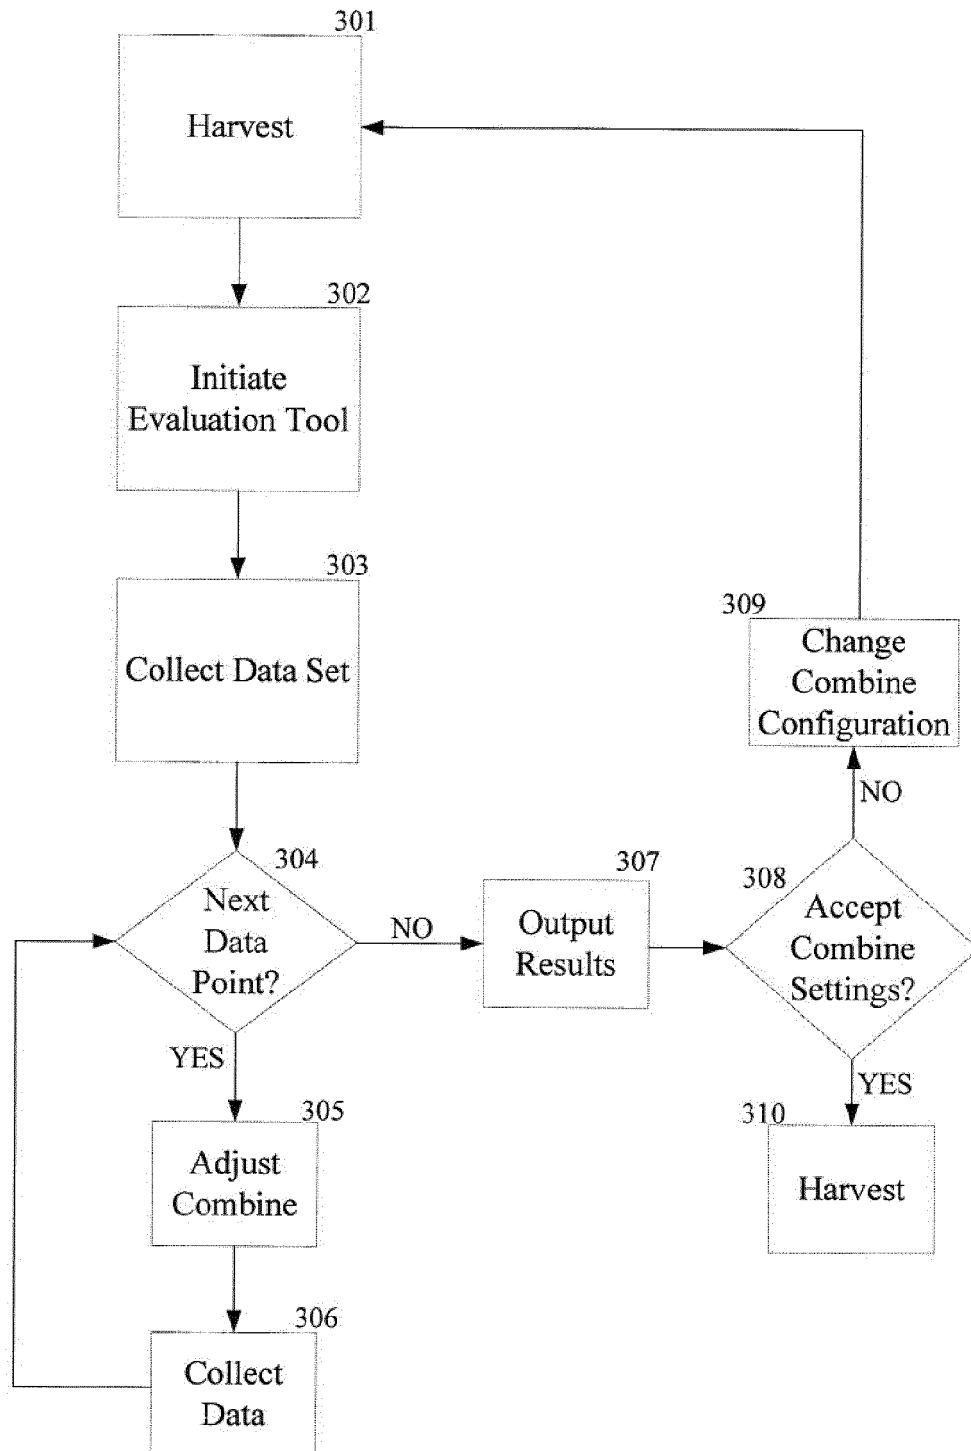 301
Harvest
302
Initiate
Evaluation Tool
303
Collect Data Set
304
Next
Data
Point?
NO
YES
305
Adjust
Combine
306
Collect
Data
307
Output
Results
308
Accept
Combine
Settings?
NO
YES
309
Change
Combine
Configuration
310
Harvest